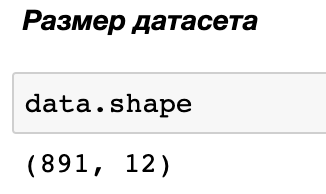 Размер датасета
data.shape
(891, 12)